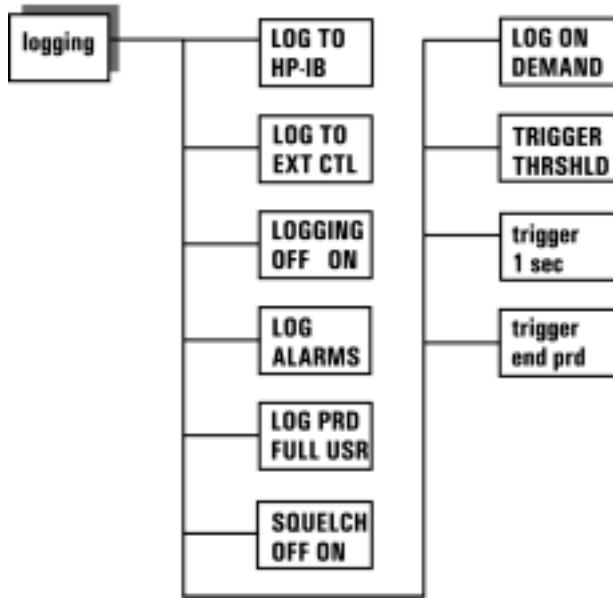 logging
LOG TO
HP-IB
LOG TO
EXT CTL
LOGGING
OFF ON
LOG
ALARMS
LOG PRD
FULL USR
SQUELCH
OFF ON
LOG ON
DEMAND
TRIGGER
THRSHLD
trigger
1 sec
trigger
end prd